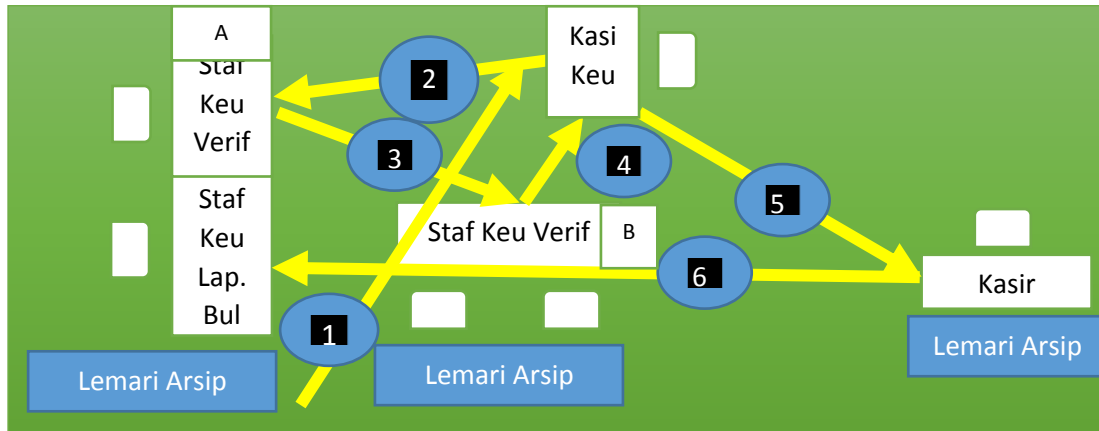 A
Staf
Keu
Verif
2
Kasi
Keu
3
4
5
Staf
Keu
Lap.
Bul
Staf Keu Verif
B
6
Kasir
1
Lemari Arsip
Lemari Arsip
Lemari Arsip